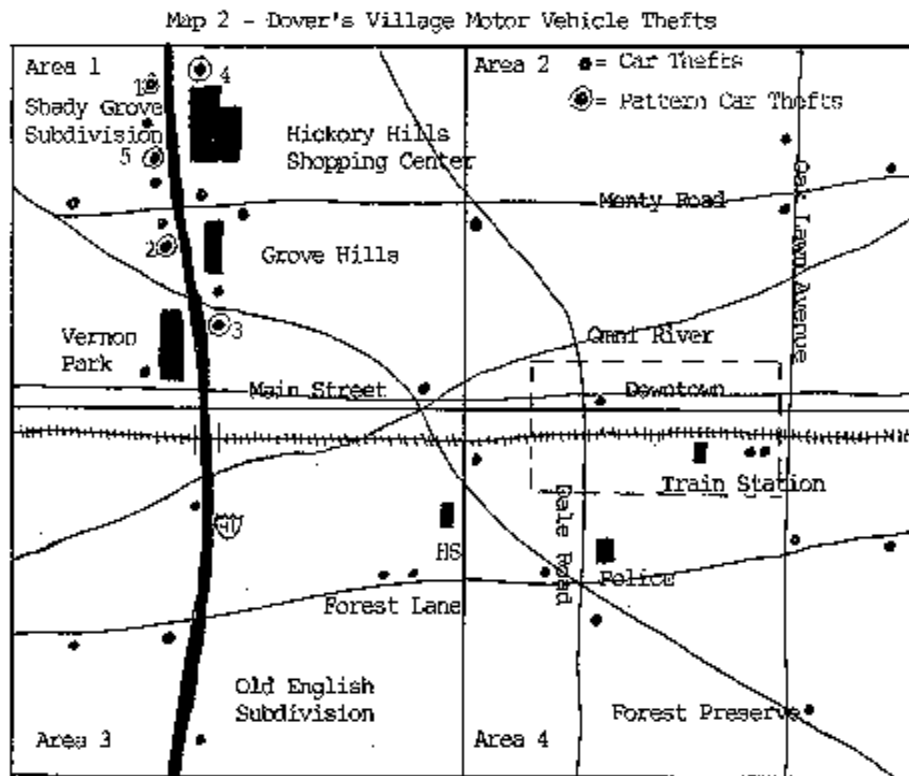 Map 2 - Dover's Village Motor Vehicle Thefts
Area 1
Shady Grove
Subdivision
1
4
5
2
3
Hickory Hills
Shopping Center
Grove Hills
Vernon
Park
Main Street
Area 2
= Car Thefts
= Pattern Car Thefts
Monty Road
Oak Lawn Avenue
Omni River
Downtown
Train Station
Dale Road
HS
Police
Forest Lane
Old English
Subdivision
Area 3
Area 4
Forest Preserve